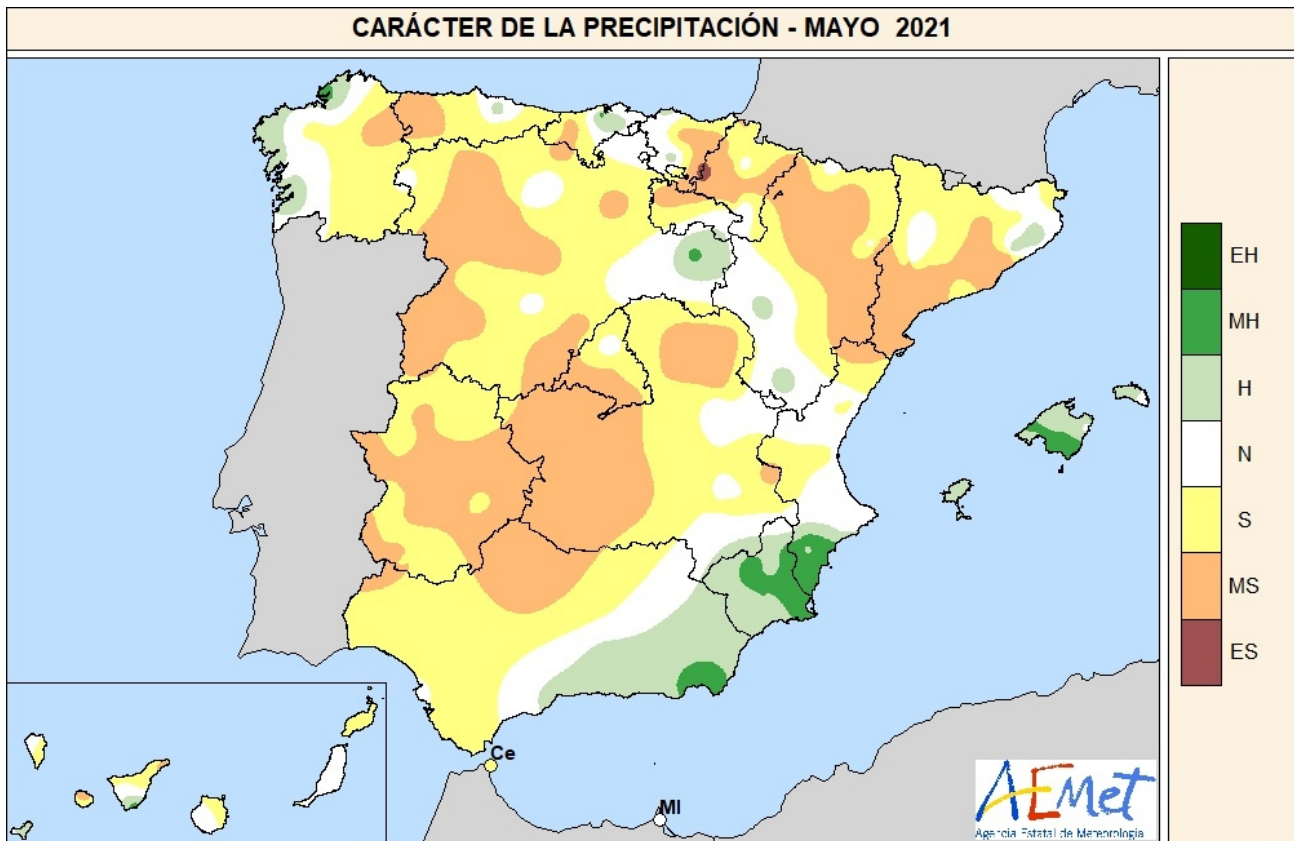 CARÁCTER DE LA PRECIPITACIÓN - MAYO 2021
EH
MH
H
N
S
MS
ES
Ce
Ml
AEMet
Agencia Estatal de Meteorología